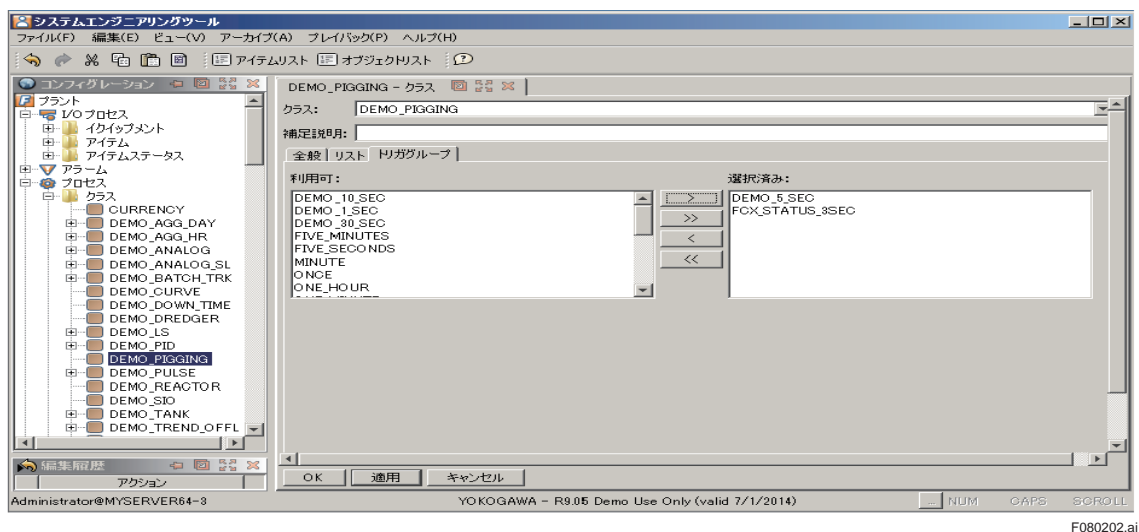 システムエンジニアリングツール
ファイル(F) 編集(E) ビュー(V) アーカイブ(A) プレイバック(P) ヘルプ(H)
アイテムリスト オブジェクトリスト
コンフィグレーション
プラント
I/Oプロセス
イクイップメント
アイテム
アイテムステータス
アラーム
プロセス
クラス
CURRENCY
DEMO_AGG_DAY
DEMO_AGG_HR
DEMO_ANALOG
DEMO_ANALOG_SL
DEMO_BATCH_TRK
DEMO_CURVE
DEMO_DOWN_TIME
DEMO_DREDGER
DEMO_LS
DEMO_PID
DEMO_PIGGING
DEMO_PULSE
DEMO_REACTOR
DEMO_SIO
DEMO_TANK
DEMO_TREND_OFFL
編集履歴
アクション
DEMO_PIGGING - クラス
クラス: DEMO_PIGGING
補足説明:
全般 リスト トリガグループ
利用可:
DEMO_10_SEC
DEMO_1_SEC
DEMO_30_SEC
FIVE_MINUTES
FIVE_SECONDS
MINUTE
ONCE
ONE_HOUR
>
>>
<
<<
選択済み:
DEMO_5_SEC
FCX_STATUS_3SEC
OK 適用 キャンセル
Administrator@MYSERVER64-3 YOKOGAWA - R9.05 Demo Use Only (valid 7/1/2014) ... NUM CAPS SCROLL
F080202.ai